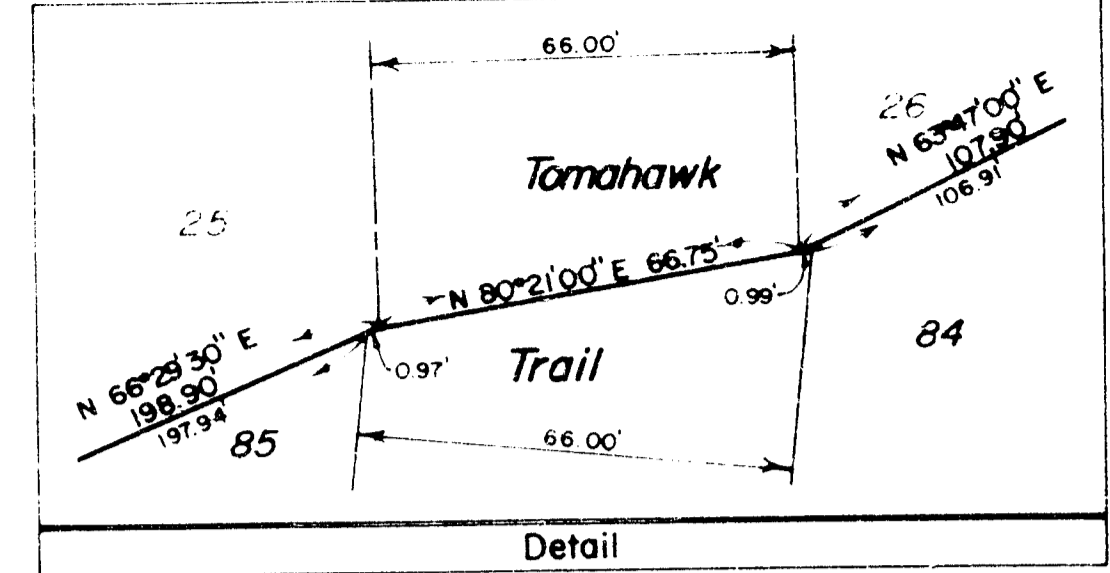 66.00'
26
N 63°47'00" E
107.90'
106.91'
Tomahawk
25
N 80°21'00" E 66.75'
0.99'
84
N 66°29'30" E
198.90'
197.94'
0.97'
Trail
85
66.00'
Detail